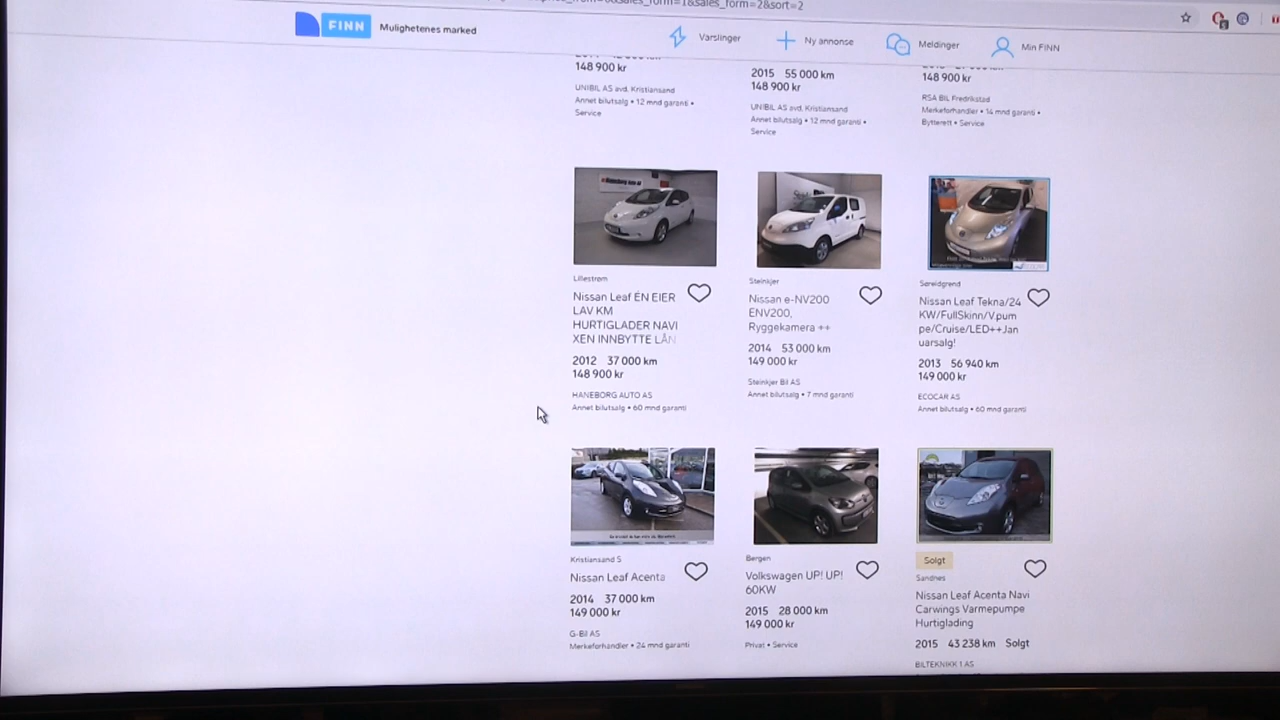 sales_form=1&sales_form=2&sort=2
FINN
Mulighetenes marked
Varslinger
Ny annonse
Meldinger
Min FINN
148 900 kr
UNIBIL AS avd. Kristiansand
Annet bilutsalg • 12 mnd garanti •
Service
2015 55 000 km
148 900 kr
UNIBIL AS avd. Kristiansand
Annet bilutsalg • 12 mnd garanti •
Service
148 900 kr
RSA BIL Fredrikstad
Merkeforhandler • 14 mnd garanti •
Bytterett • Service
Lillestrøm
Nissan Leaf ÉN EIER
LAV KM
HURTIGLADER NAVI
XEN INNBYTTE LÅN
2012 37 000 km
148 900 kr
HANEBORG AUTO AS
Annet bilutsalg • 60 mnd garanti
Steinkjer
Nissan e-NV200
ENV200,
Ryggekamera ++
2014 53 000 km
149 000 kr
Steinkjer Bil AS
Annet bilutsalg • 7 mnd garanti
Søreidgrend
Nissan Leaf Tekna/24
KW/FullSkinn/V.pum
pe/Cruise/LED++Jan
uarsalg!
2013 56 940 km
149 000 kr
ECOCAR AS
Annet bilutsalg • 60 mnd garanti
Kristiansand S
Nissan Leaf Acenta
2014 37 000 km
149 000 kr
G-Bil AS
Merkeforhandler • 24 mnd garanti
Bergen
Volkswagen UP! UP!
60KW
2015 28 000 km
149 000 kr
Privat • Service
Solgt
Sandnes
Nissan Leaf Acenta Navi
Carwings Varmepumpe
Hurtiglading
2015 43 238 km Solgt
BILTEKNIKK 1 AS